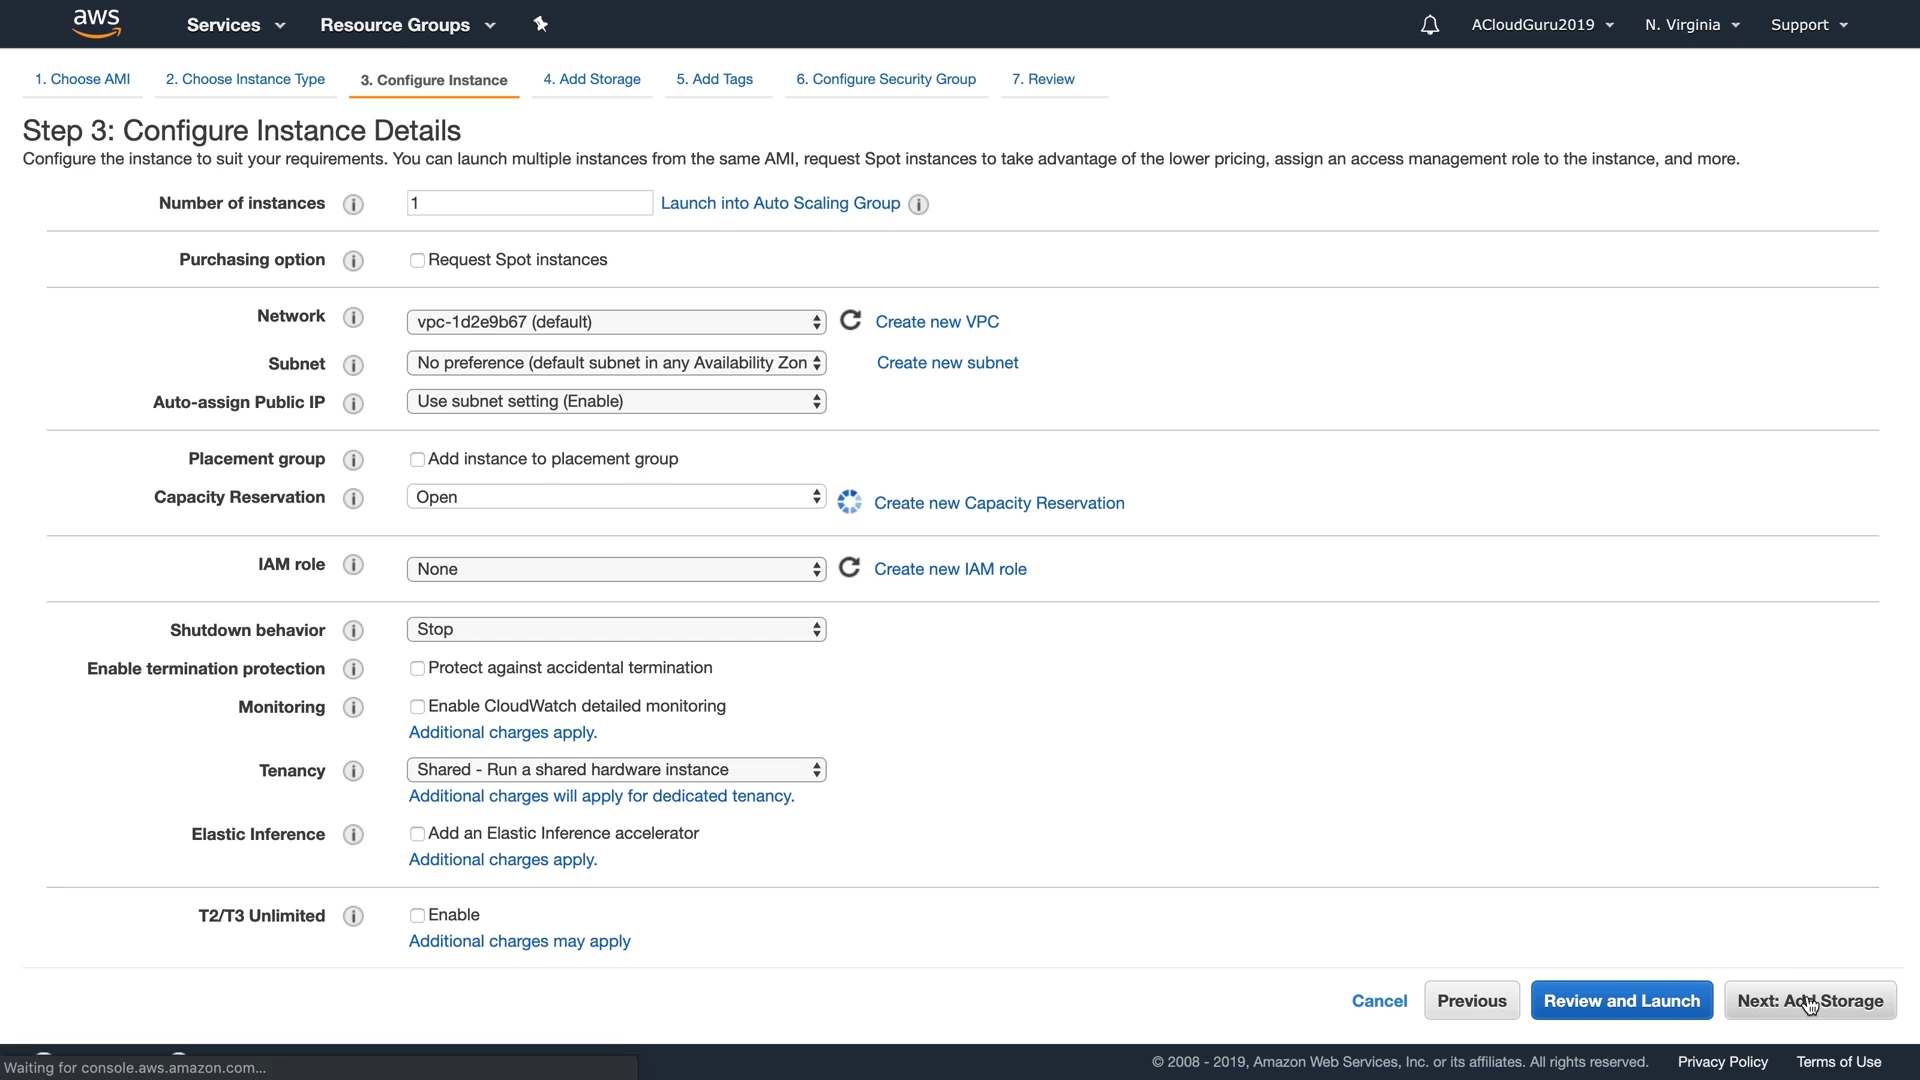 aws Services Resource Groups ACloudGuru2019 N. Virginia Support
1. Choose AMI 2. Choose Instance Type 3. Configure Instance 4. Add Storage 5. Add Tags 6. Configure Security Group 7. Review
Step 3: Configure Instance Details
Configure the instance to suit your requirements. You can launch multiple instances from the same AMI, request Spot instances to take advantage of the lower pricing, assign an access management role to the instance, and more.
Number of instances i 1 Launch into Auto Scaling Group i
Purchasing option i Request Spot instances
Network i vpc-1d2e9b67 (default) Create new VPC
Subnet i No preference (default subnet in any Availability Zon Create new subnet
Auto-assign Public IP i Use subnet setting (Enable)
Placement group i Add instance to placement group
Capacity Reservation i Open Create new Capacity Reservation
IAM role i None Create new IAM role
Shutdown behavior i Stop
Enable termination protection i Protect against accidental termination
Monitoring i Enable CloudWatch detailed monitoring
Additional charges apply.
Tenancy i Shared - Run a shared hardware instance
Additional charges will apply for dedicated tenancy.
Elastic Inference i Add an Elastic Inference accelerator
Additional charges apply.
T2/T3 Unlimited i Enable
Additional charges may apply
Cancel Previous Review and Launch Next: Add Storage
Waiting for console.aws.amazon.com... © 2008 - 2019, Amazon Web Services, Inc. or its affiliates. All rights reserved. Privacy Policy Terms of Use